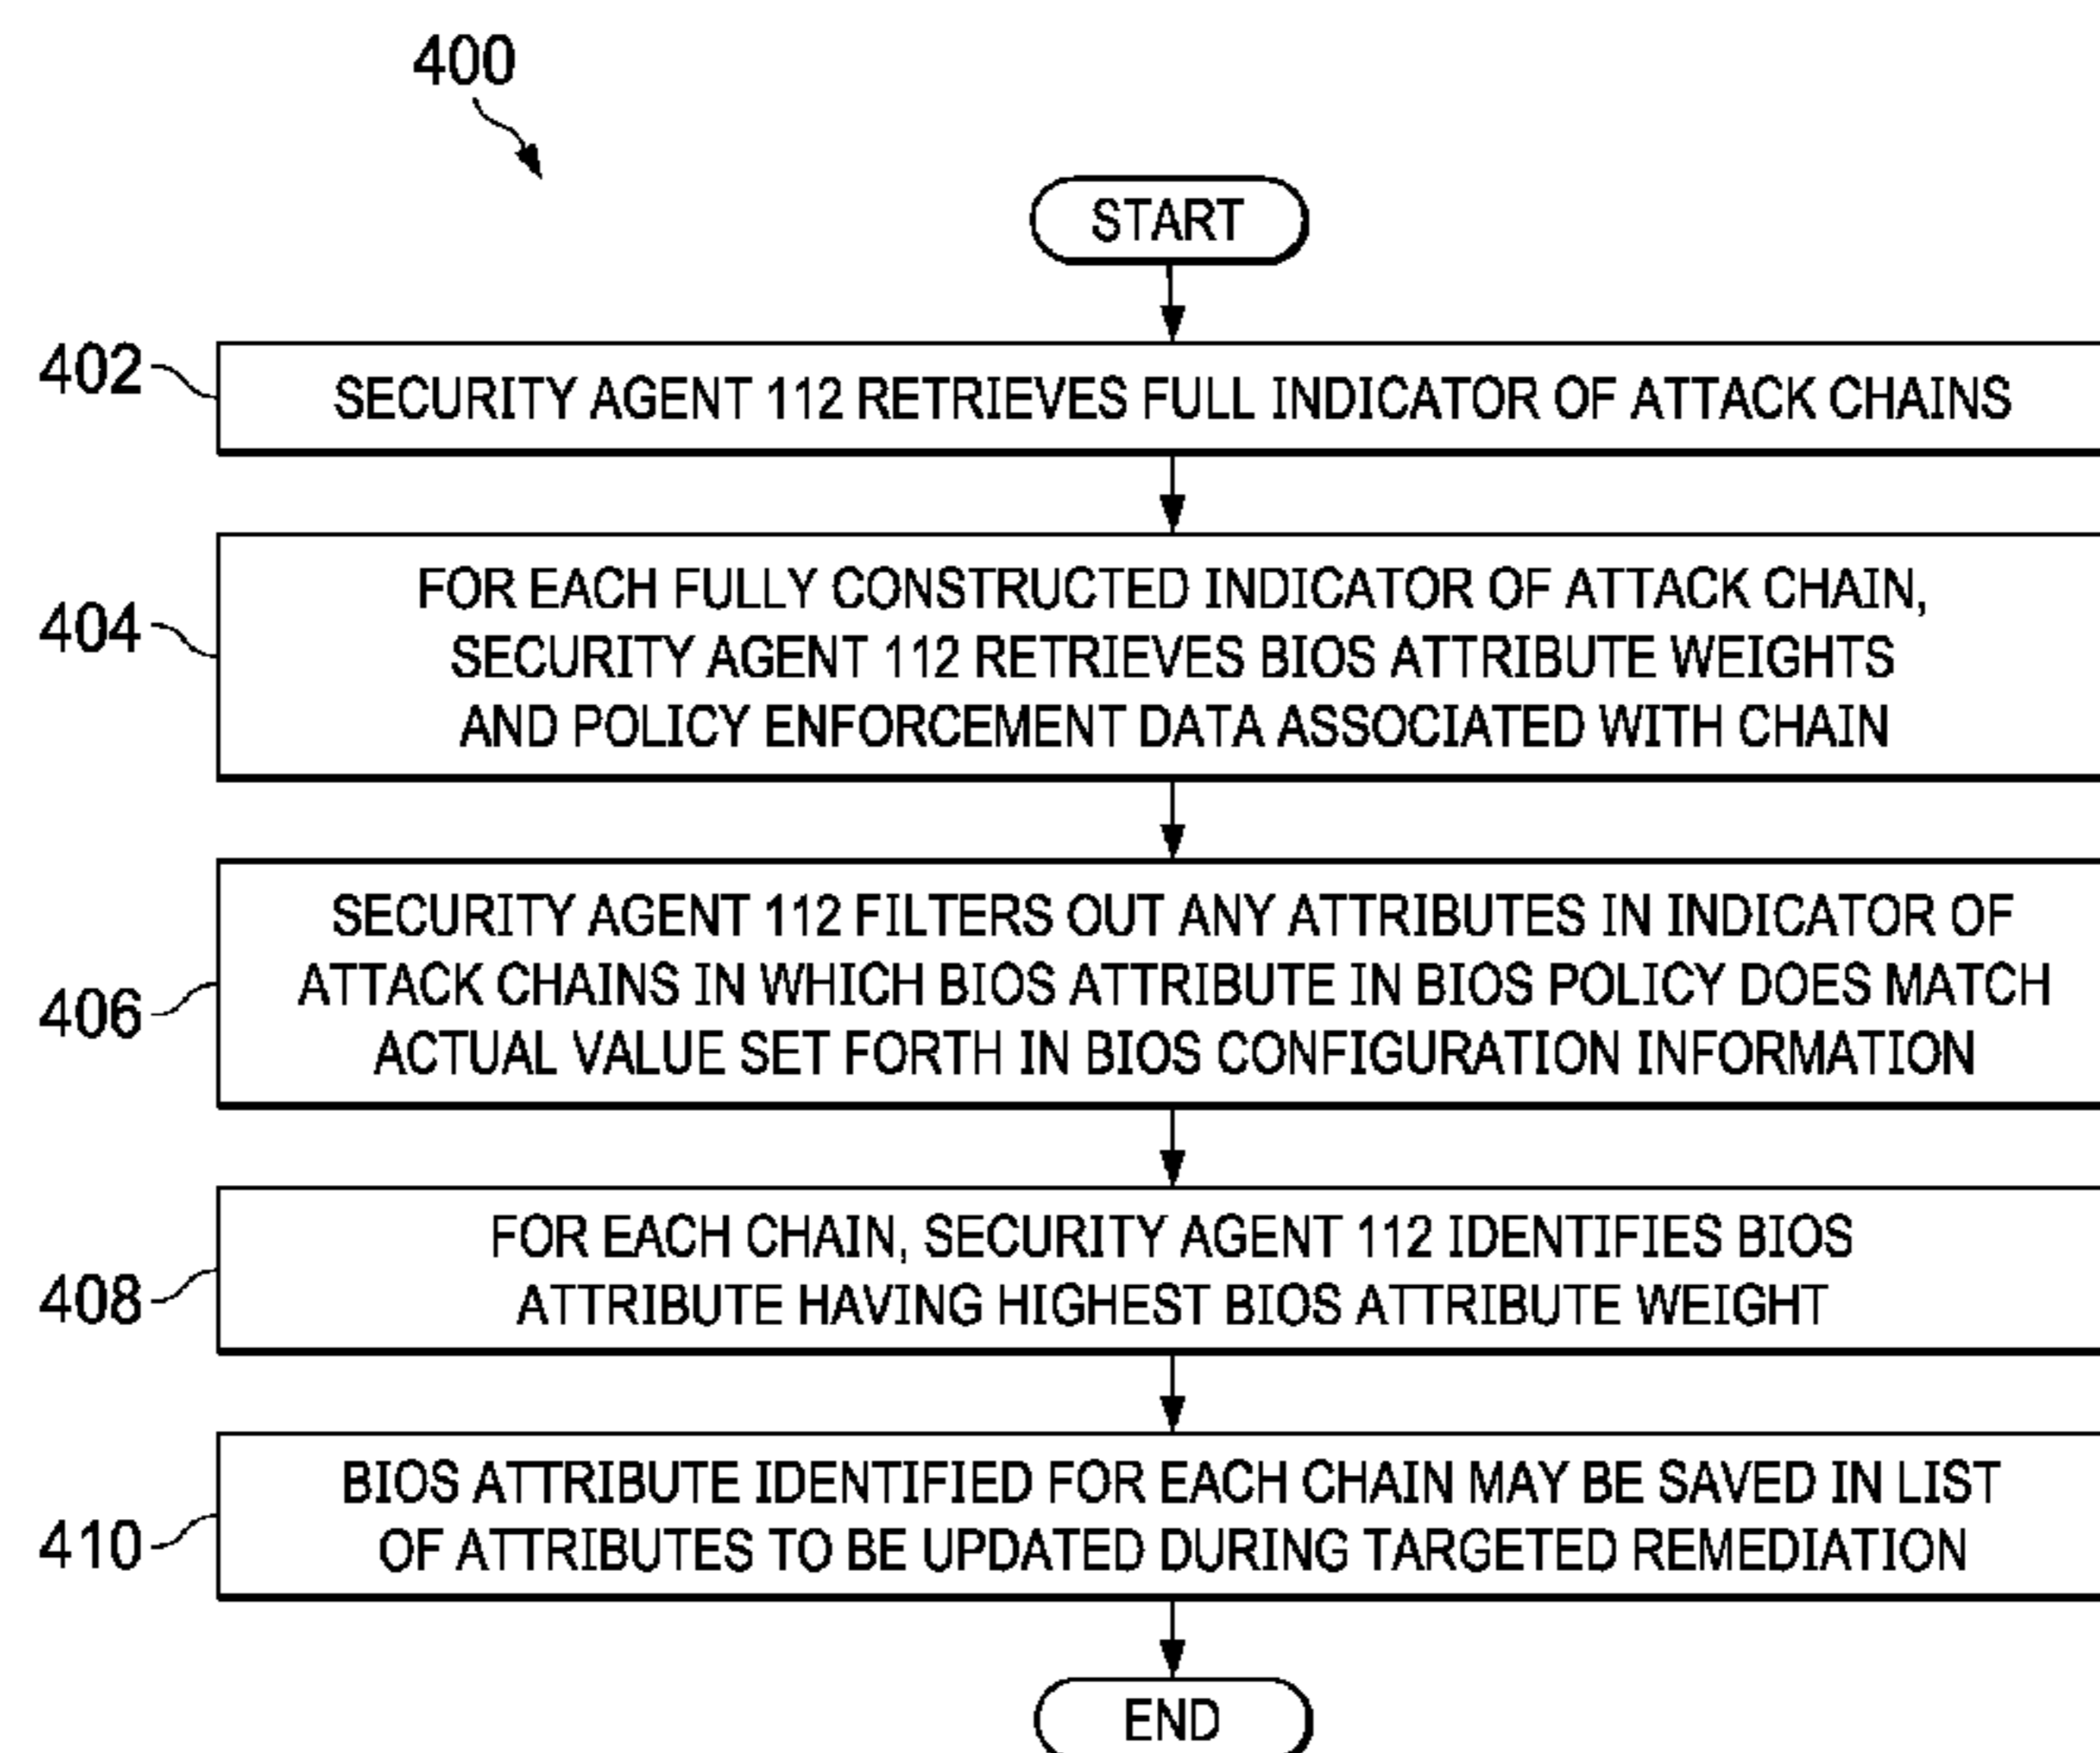 400
START
402
SECURITY AGENT 112 RETRIEVES FULL INDICATOR OF ATTACK CHAINS
404
FOR EACH FULLY CONSTRUCTED INDICATOR OF ATTACK CHAIN,
SECURITY AGENT 112 RETRIEVES BIOS ATTRIBUTE WEIGHTS
AND POLICY ENFORCEMENT DATA ASSOCIATED WITH CHAIN
406
SECURITY AGENT 112 FILTERS OUT ANY ATTRIBUTES IN INDICATOR OF
ATTACK CHAINS IN WHICH BIOS ATTRIBUTE IN BIOS POLICY DOES MATCH
ACTUAL VALUE SET FORTH IN BIOS CONFIGURATION INFORMATION
408
FOR EACH CHAIN, SECURITY AGENT 112 IDENTIFIES BIOS
ATTRIBUTE HAVING HIGHEST BIOS ATTRIBUTE WEIGHT
410
BIOS ATTRIBUTE IDENTIFIED FOR EACH CHAIN MAY BE SAVED IN LIST
OF ATTRIBUTES TO BE UPDATED DURING TARGETED REMEDIATION
END